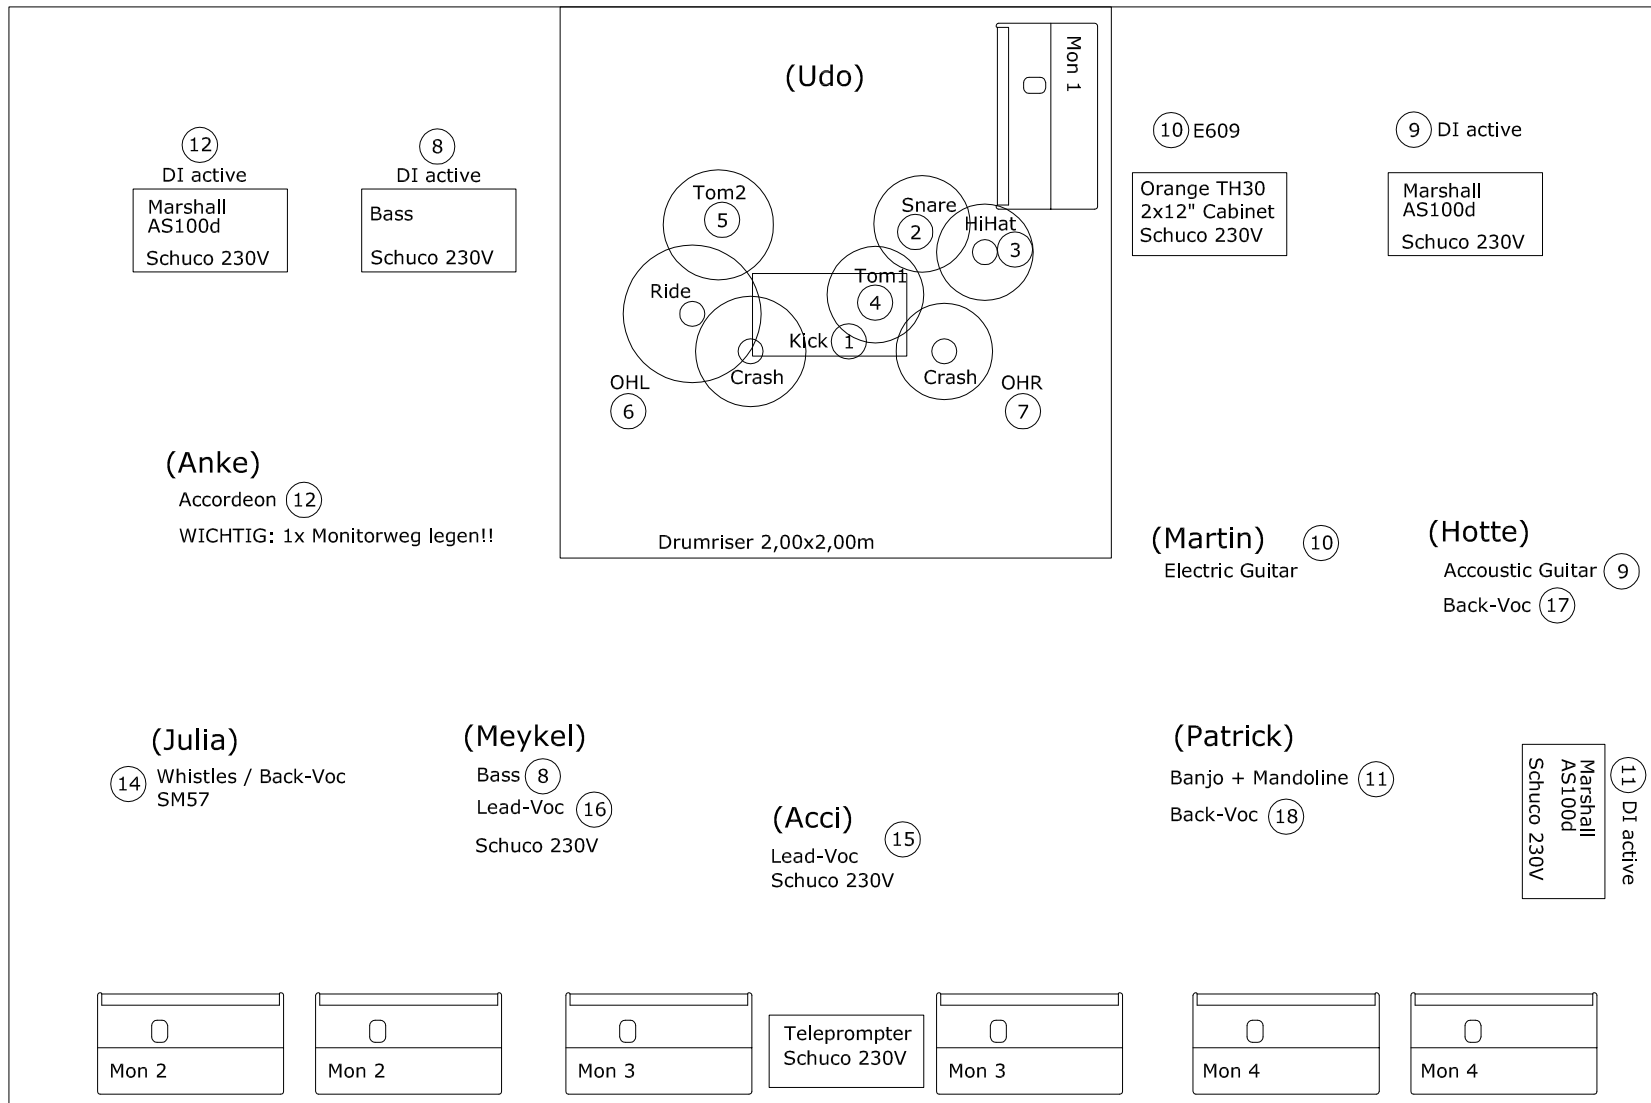 (Udo)
Mon 1
12
DI active
Marshall
AS100d
Schuco 230V
8
DI active
Bass
Schuco 230V
Tom2
5
Snare
2
HiHat
3
Tom1
4
Ride
Kick 1
Crash
Crash
OHL
6
OHR
7
Drumriser 2,00x2,00m
10 E609
Orange TH30
2x12" Cabinet
Schuco 230V
9 DI active
Marshall
AS100d
Schuco 230V
(Anke)
Accordeon 12
WICHTIG: 1x Monitorweg legen!!
(Martin) 10
Electric Guitar
(Hotte)
Accoustic Guitar 9
Back-Voc 17
(Julia)
14 Whistles / Back-Voc
SM57
(Meykel)
Bass 8
Lead-Voc 16
Schuco 230V
(Acci) 15
Lead-Voc
Schuco 230V
(Patrick)
Banjo + Mandoline 11
Back-Voc 18
11 DI active
Marshall
AS100d
Schuco 230V
Mon 2
Mon 2
Mon 3
Teleprompter
Schuco 230V
Mon 3
Mon 4
Mon 4